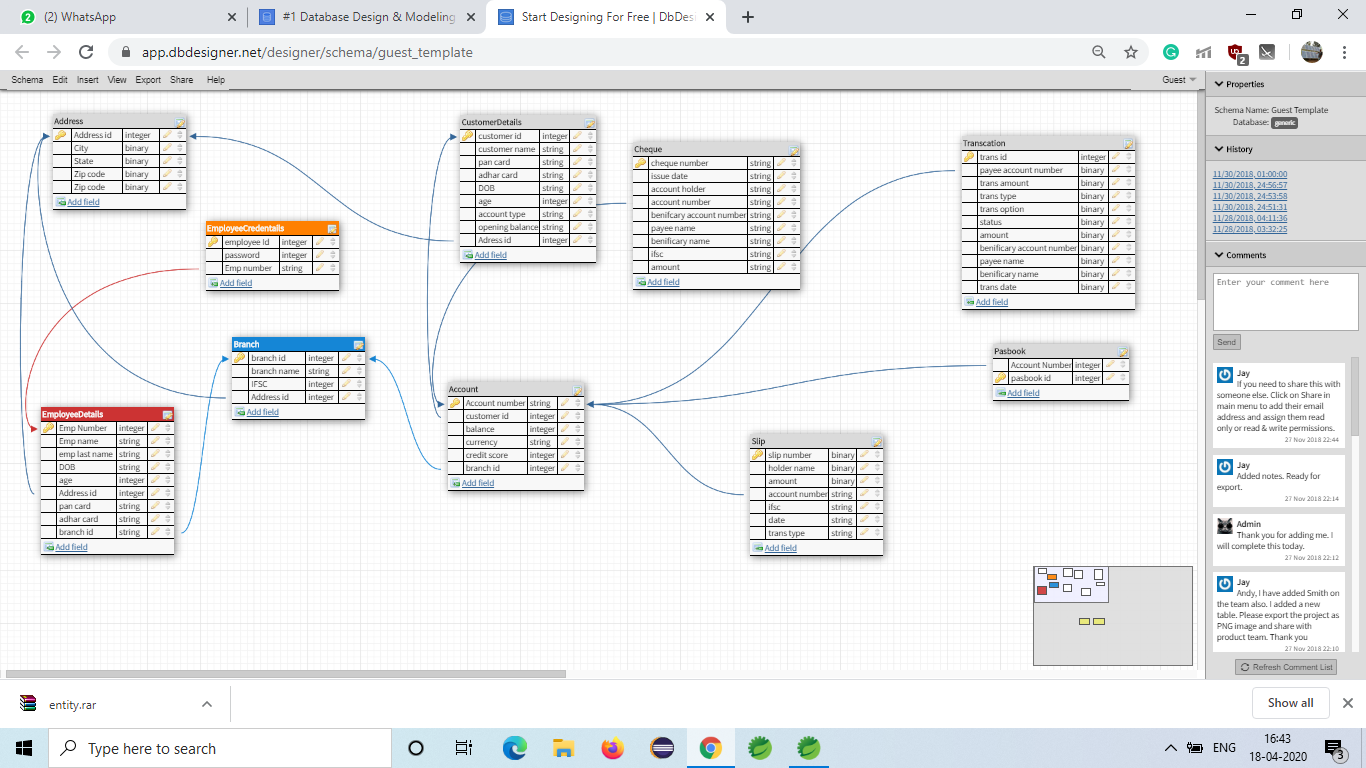 (2) WhatsApp
#1 Database Design & Modeling
Start Designing For Free | DbDesi
app.dbdesigner.net/designer/schema/guest_template
2
Schema Edit Insert View Export Share Help
Guest
Address
Address id integer
City binary
State binary
Zip code binary
Zip code binary
Add field
EmployeeCredentails
employee Id integer
password integer
Emp number string
Add field
Branch
branch id integer
branch name string
IFSC integer
Address id integer
Add field
EmployeeDetails
Emp Number integer
Emp name string
emp last name string
DOB string
age integer
Address id integer
pan card string
adhar card string
branch id string
Add field
CustomerDetails
customer id integer
customer name string
pan card string
adhar card string
DOB string
age integer
account type string
opening balance string
Adress id integer
Add field
Cheque
cheque number string
issue date string
account holder string
account number string
benifcary account number string
payee name string
benificary name string
ifsc string
amount string
Add field
Account
Account number string
customer id integer
balance integer
currency string
credit score integer
branch id integer
Add field
Transcation
trans id integer
payee account number binary
trans amount binary
trans type binary
trans option binary
status binary
amount binary
benificary account number binary
payee name binary
benificary name binary
trans date binary
Add field
Pasbook
Account Number integer
pasbook id integer
Add field
Slip
slip number binary
holder name binary
amount binary
account number string
ifsc string
date string
trans type string
Add field
Properties
Schema Name: Guest Template
Database: generic
History
11/30/2018, 01:00:00
11/30/2018, 24:56:57
11/30/2018, 24:53:58
11/30/2018, 24:51:31
11/28/2018, 04:11:36
11/28/2018, 03:32:25
Comments
Enter your comment here
Send
Jay
If you need to share this with
someone else. Click on Share in
main menu to add their email
address and assign them read
only or read & write permissions.
27 Nov 2018 22:44
Jay
Added notes. Ready for
export.
27 Nov 2018 22:14
Admin
Thank you for adding me. I
will complete this today.
27 Nov 2018 22:12
Jay
Andy, I have added Smith on
the team also. I added a new
table. Please export the project as
PNG image and share with
product team. Thank you
27 Nov 2018 22:10
Refresh Comment List
entity.rar
Show all
Type here to search
ENG
16:43
18-04-2020
3